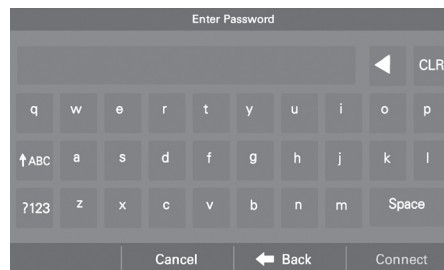 Enter Password
CLR
q w e r t y u i o p
ABC a s d f g h j k l
?123 z x c v b n m Space
Cancel Back Connect